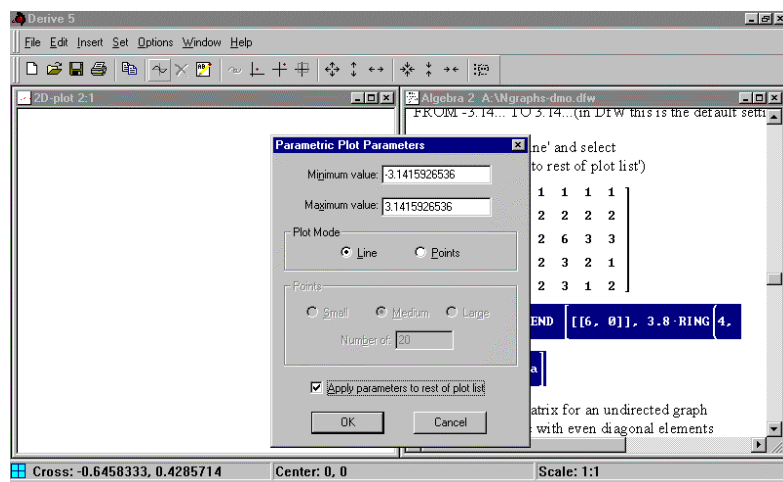 Derive 5
File Edit Insert Set Options Window Help
2D-plot 2:1
Algebra 2 A:\Ngraphs-dmo.dfw
FROM -3.14... TO 3.14...(in DfW this is the default setti
ne' and select
to rest of plot list')
1 1 1 1
2 2 2 2
2 6 3 3
2 3 2 1
2 3 1 2
END [[6, 0]], 3.8·RING(4,
a
atrix for an undirected graph
with even diagonal elements
Parametric Plot Parameters
Minimum value: -3.1415926536
Maximum value: 3.1415926536
Plot Mode
Line Points
Points
Small Medium Large
Number of: 20
Apply parameters to rest of plot list
OK Cancel
Cross: -0.6458333, 0.4285714 Center: 0, 0 Scale: 1:1